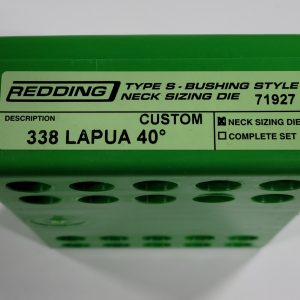 REDDING
TYPE S - BUSHING STYLE
NECK SIZING DIE 71927
DESCRIPTION
CUSTOM
338 LAPUA 40°
NECK SIZING DIE
COMPLETE SET